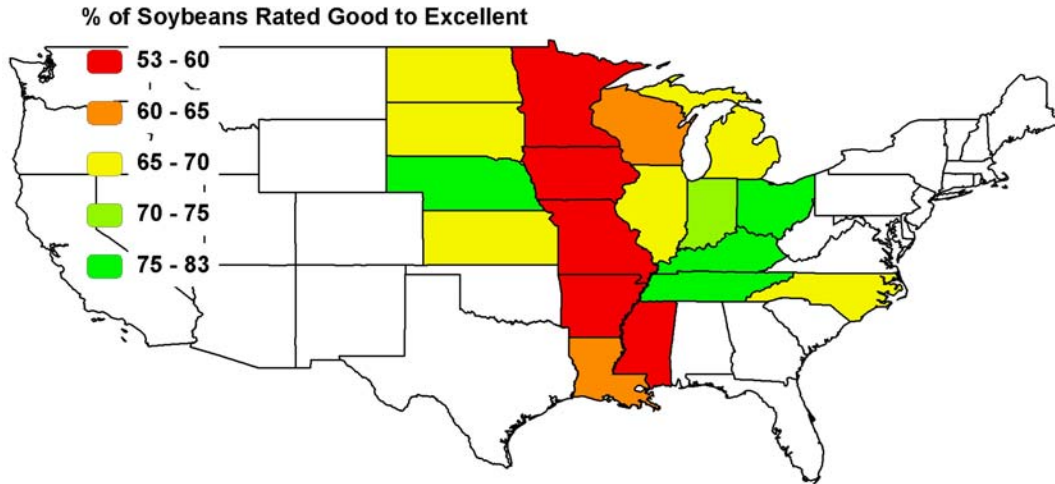 % of Soybeans Rated Good to Excellent
53 - 60
60 - 65
65 - 70
70 - 75
75 - 83